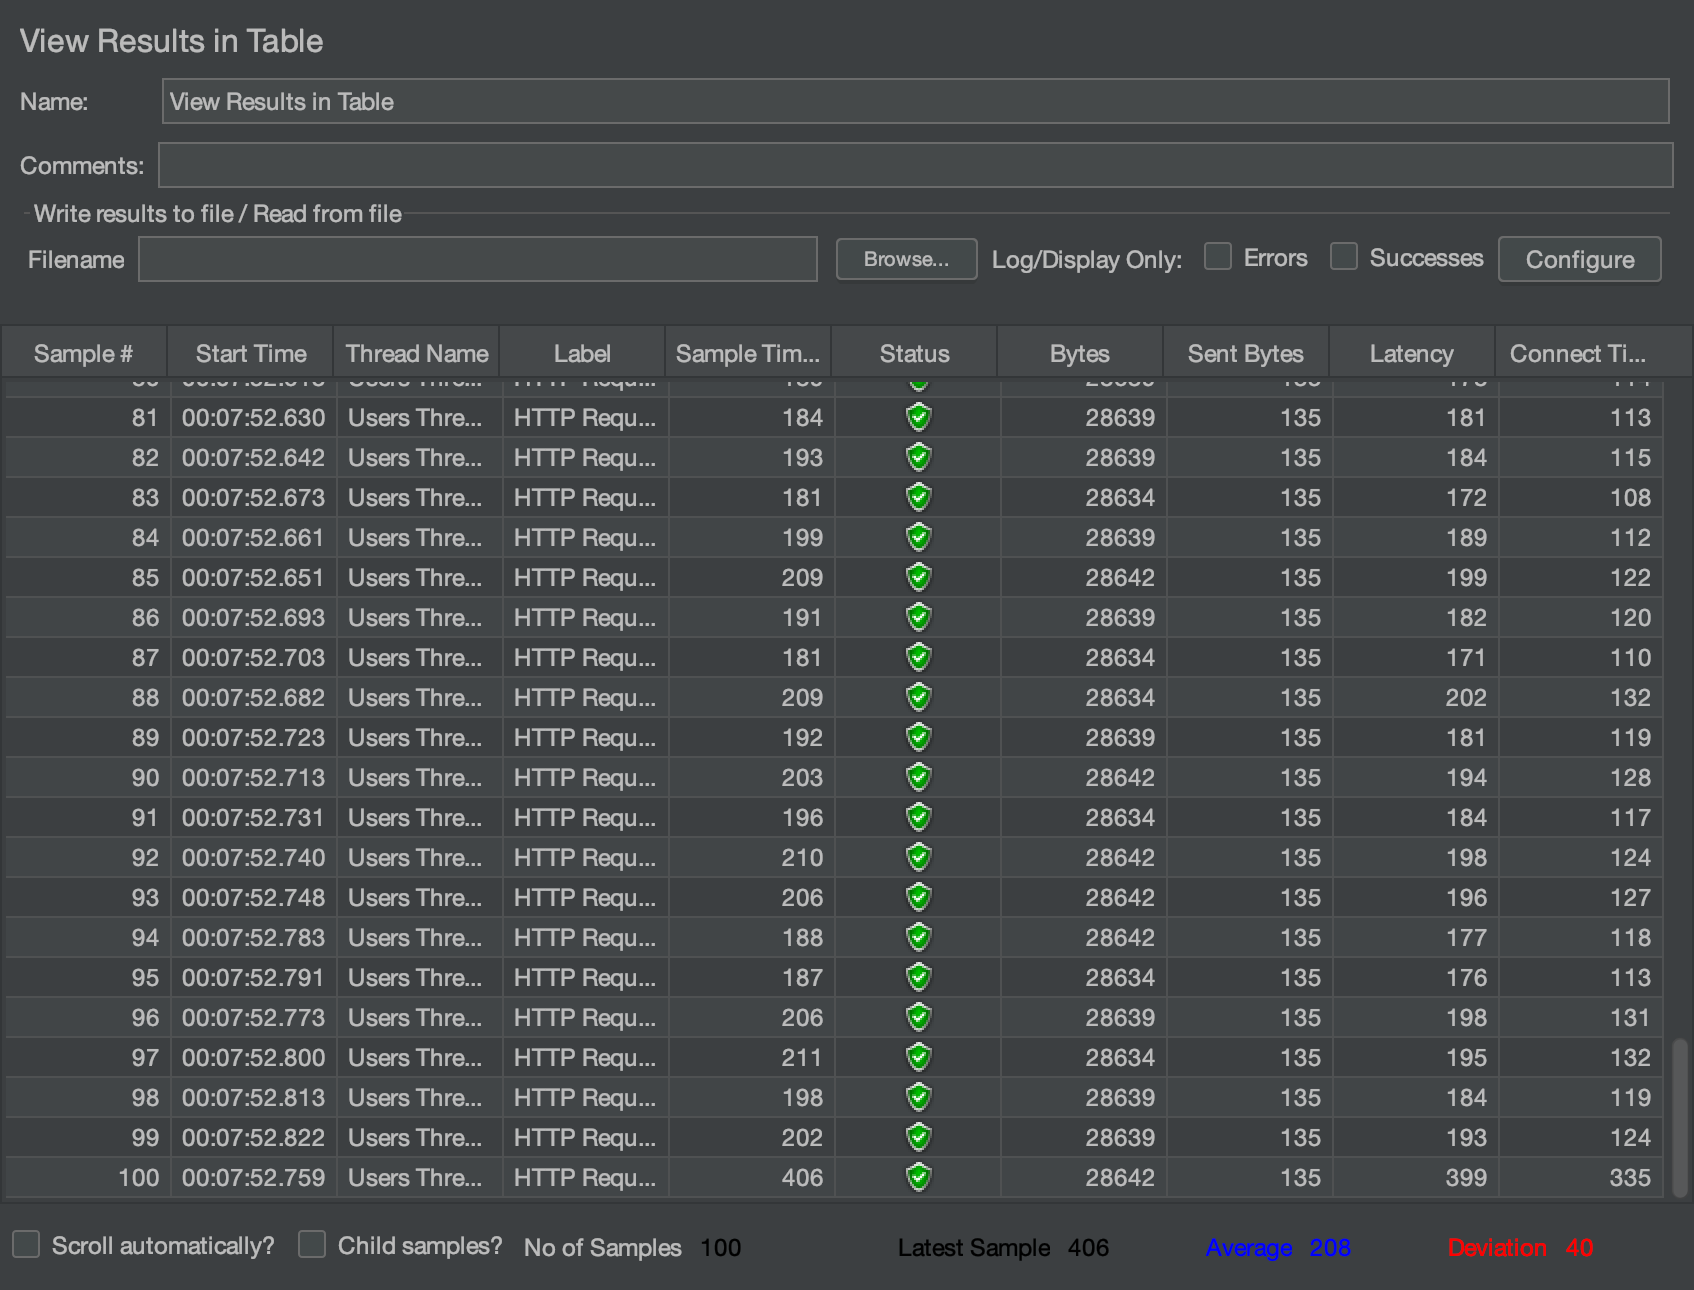 View Results in Table
Name: View Results in Table
Comments:
Write results to file / Read from file
Filename Browse... Log/Display Only: Errors Successes Configure
Sample # Start Time Thread Name Label Sample Tim... Status Bytes Sent Bytes Latency Connect Ti...
81 00:07:52.630 Users Thre... HTTP Requ... 184 28639 135 181 113
82 00:07:52.642 Users Thre... HTTP Requ... 193 28639 135 184 115
83 00:07:52.673 Users Thre... HTTP Requ... 181 28634 135 172 108
84 00:07:52.661 Users Thre... HTTP Requ... 199 28639 135 189 112
85 00:07:52.651 Users Thre... HTTP Requ... 209 28642 135 199 122
86 00:07:52.693 Users Thre... HTTP Requ... 191 28639 135 182 120
87 00:07:52.703 Users Thre... HTTP Requ... 181 28634 135 171 110
88 00:07:52.682 Users Thre... HTTP Requ... 209 28634 135 202 132
89 00:07:52.723 Users Thre... HTTP Requ... 192 28639 135 181 119
90 00:07:52.713 Users Thre... HTTP Requ... 203 28642 135 194 128
91 00:07:52.731 Users Thre... HTTP Requ... 196 28634 135 184 117
92 00:07:52.740 Users Thre... HTTP Requ... 210 28642 135 198 124
93 00:07:52.748 Users Thre... HTTP Requ... 206 28642 135 196 127
94 00:07:52.783 Users Thre... HTTP Requ... 188 28642 135 177 118
95 00:07:52.791 Users Thre... HTTP Requ... 187 28634 135 176 113
96 00:07:52.773 Users Thre... HTTP Requ... 206 28639 135 198 131
97 00:07:52.800 Users Thre... HTTP Requ... 211 28634 135 195 132
98 00:07:52.813 Users Thre... HTTP Requ... 198 28639 135 184 119
99 00:07:52.822 Users Thre... HTTP Requ... 202 28639 135 193 124
100 00:07:52.759 Users Thre... HTTP Requ... 406 28642 135 399 335
Scroll automatically? Child samples? No of Samples 100 Latest Sample 406 Average 208 Deviation 40